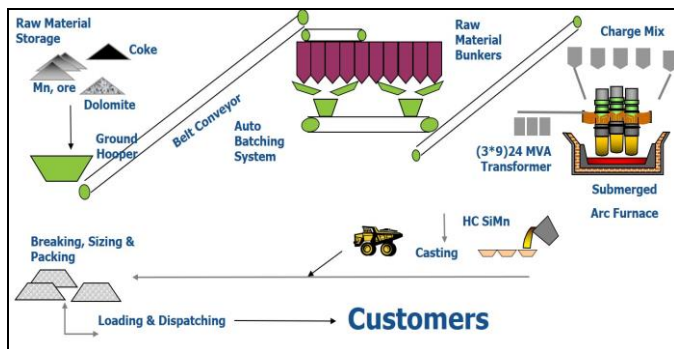 Raw Material
Storage
Coke
Mn, ore
Dolomite
Ground
Hooper
Belt Conveyor
Auto
Batching
System
Raw
Material
Bunkers
Charge Mix
(3*9)24 MVA
Transformer
Submerged
Arc Furnace
HC SiMn
Casting
Breaking, Sizing &
Packing
Loading & Dispatching
Customers